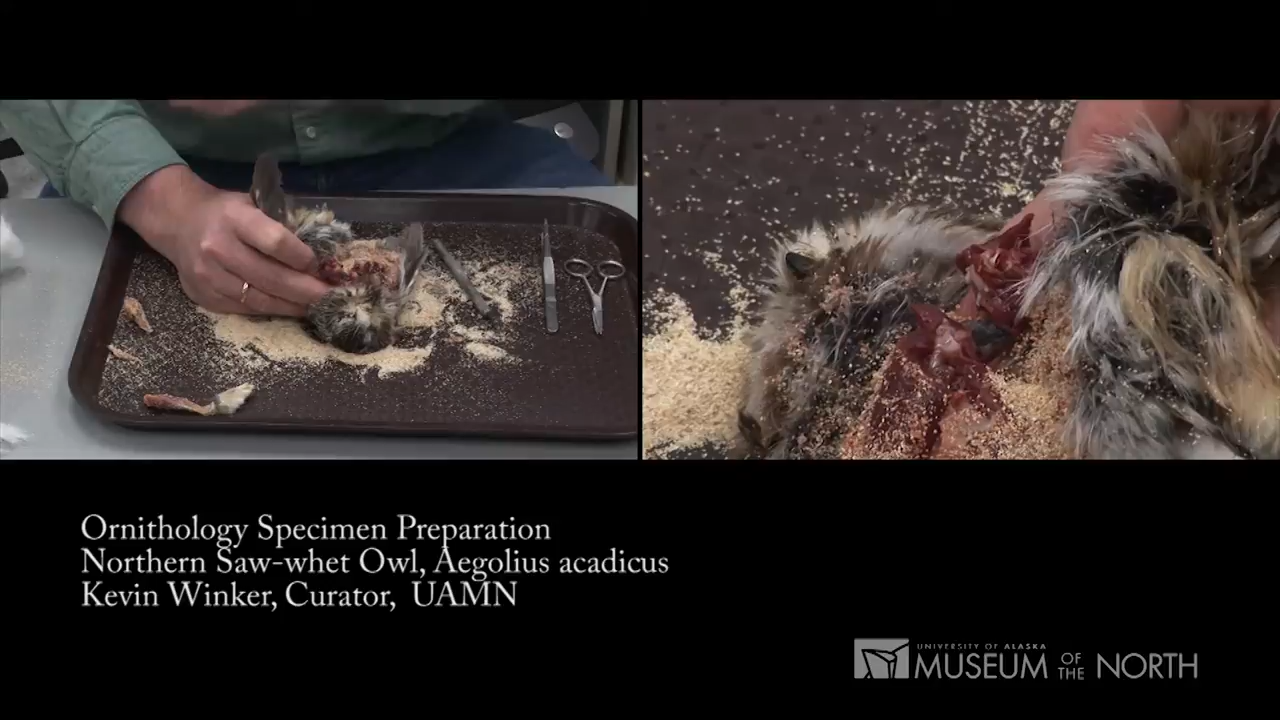 Ornithology Specimen Preparation
Northern Saw-whet Owl, Aegolius acadicus
Kevin Winker, Curator, UAMN
UNIVERSITY OF ALASKA
MUSEUM OF THE NORTH